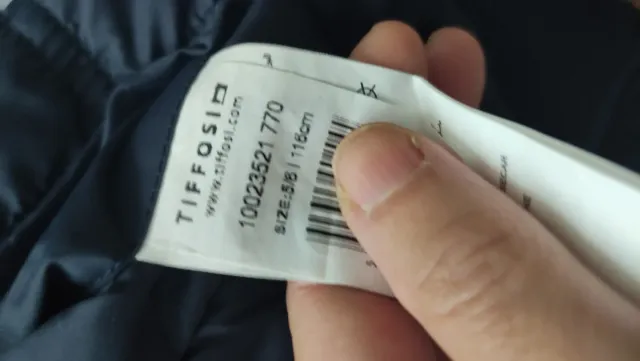 TIFFOSI
www.tiffosi.com
10023521 770
SIZE:5/6 | 116cm